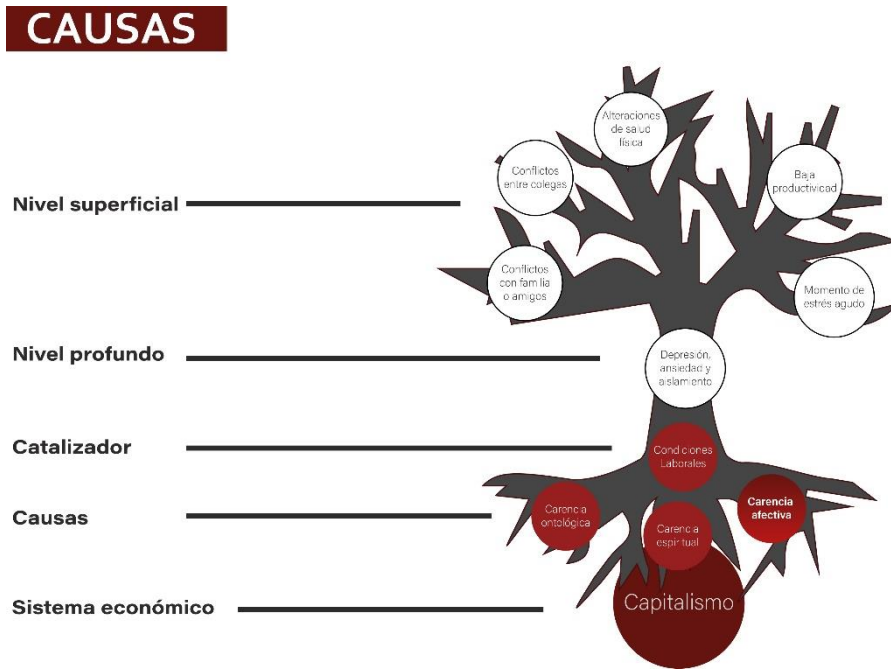 CAUSAS
Alteraciones
de salud
física
Conflictos
entre colegas
Baja
productividad
Nivel superficial
Conflictos
con familia
o amigos
Momento de
estrés agudo
Nivel profundo
Depresión,
ansiedad y
aislamiento
Catalizador
Condiciones
Laborales
Causas
Carencia
ontológica
Carencia
espiritual
Carencia
afectiva
Sistema económico
Capitalismo